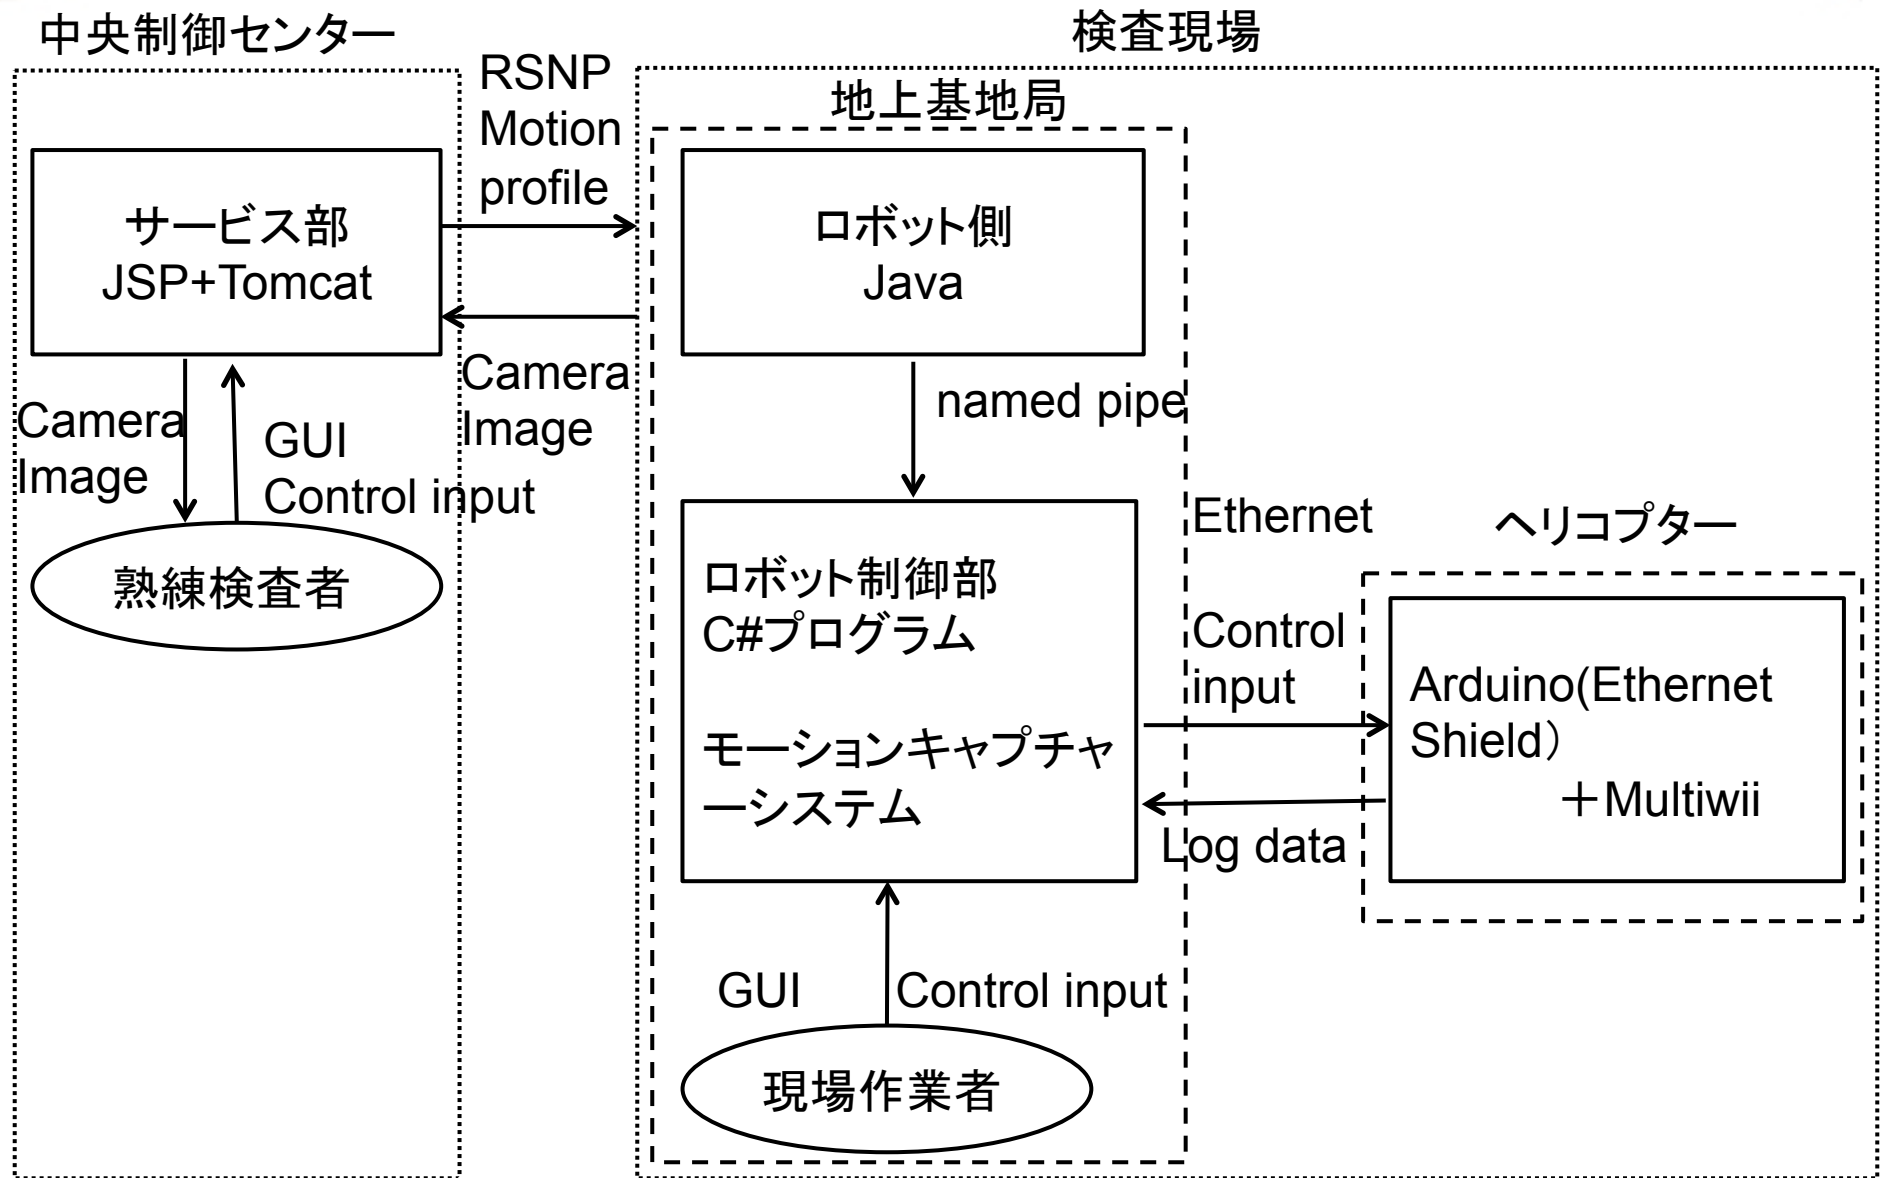 中央制御センター
検査現場
RSNP
Motion
profile
地上基地局
サービス部
JSP+Tomcat
ロボット側
Java
Camera
Image
named pipe
Camera
Image
GUI
Control input
熟練検査者
Ethernet
ヘリコプター
ロボット制御部
C#プログラム
モーションキャプチャ
ーシステム
Control
input
Arduino(Ethernet
Shield）
＋Multiwii
Log data
GUI
Control input
現場作業者